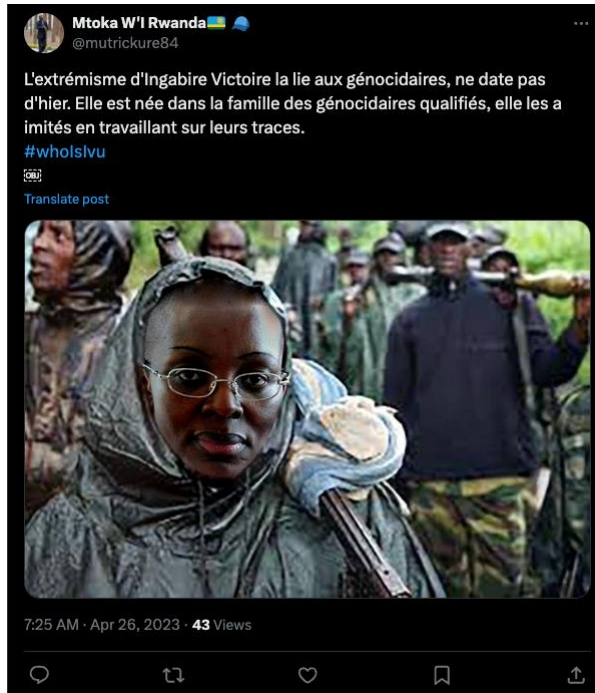 Mtoka W'I Rwanda🇷🇼 🧢
@mutrickure84
L'extrémisme d'Ingabire Victoire la lie aux génocidaires, ne date pas
d'hier. Elle est née dans la famille des génocidaires qualifiés, elle les a
imités en travaillant sur leurs traces.
#whoIsIvu
OBJ
Translate post
7:25 AM · Apr 26, 2023 · 43 Views